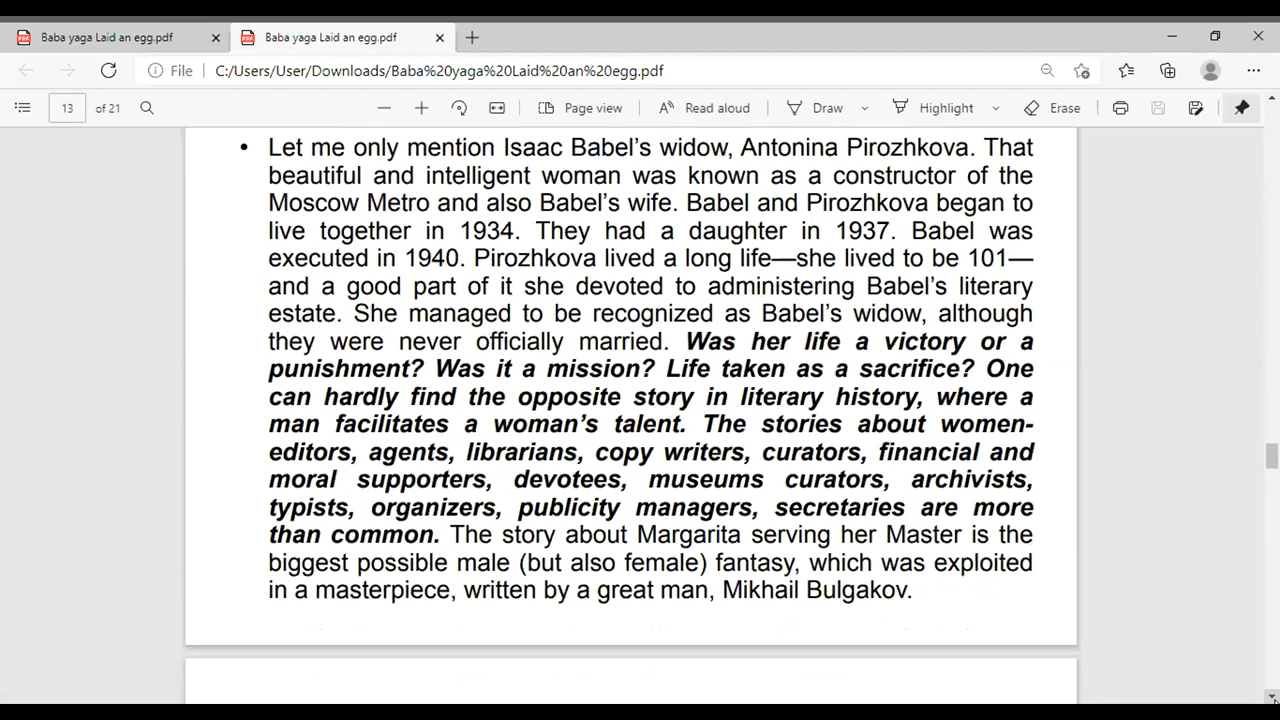 Baba yaga Laid an egg.pdf
Baba yaga Laid an egg.pdf
File
C:/Users/User/Downloads/Baba%20yaga%20Laid%20an%20egg.pdf
13 of 21
Page view
Read aloud
Draw
Highlight
Erase
• Let me only mention Isaac Babel’s widow, Antonina Pirozhkova. That
beautiful and intelligent woman was known as a constructor of the
Moscow Metro and also Babel’s wife. Babel and Pirozhkova began to
live together in 1934. They had a daughter in 1937. Babel was
executed in 1940. Pirozhkova lived a long life—she lived to be 101—
and a good part of it she devoted to administering Babel’s literary
estate. She managed to be recognized as Babel’s widow, although
they were never officially married. Was her life a victory or a
punishment? Was it a mission? Life taken as a sacrifice? One
can hardly find the opposite story in literary history, where a
man facilitates a woman’s talent. The stories about women-
editors, agents, librarians, copy writers, curators, financial and
moral supporters, devotees, museums curators, archivists,
typists, organizers, publicity managers, secretaries are more
than common. The story about Margarita serving her Master is the
biggest possible male (but also female) fantasy, which was exploited
in a masterpiece, written by a great man, Mikhail Bulgakov.